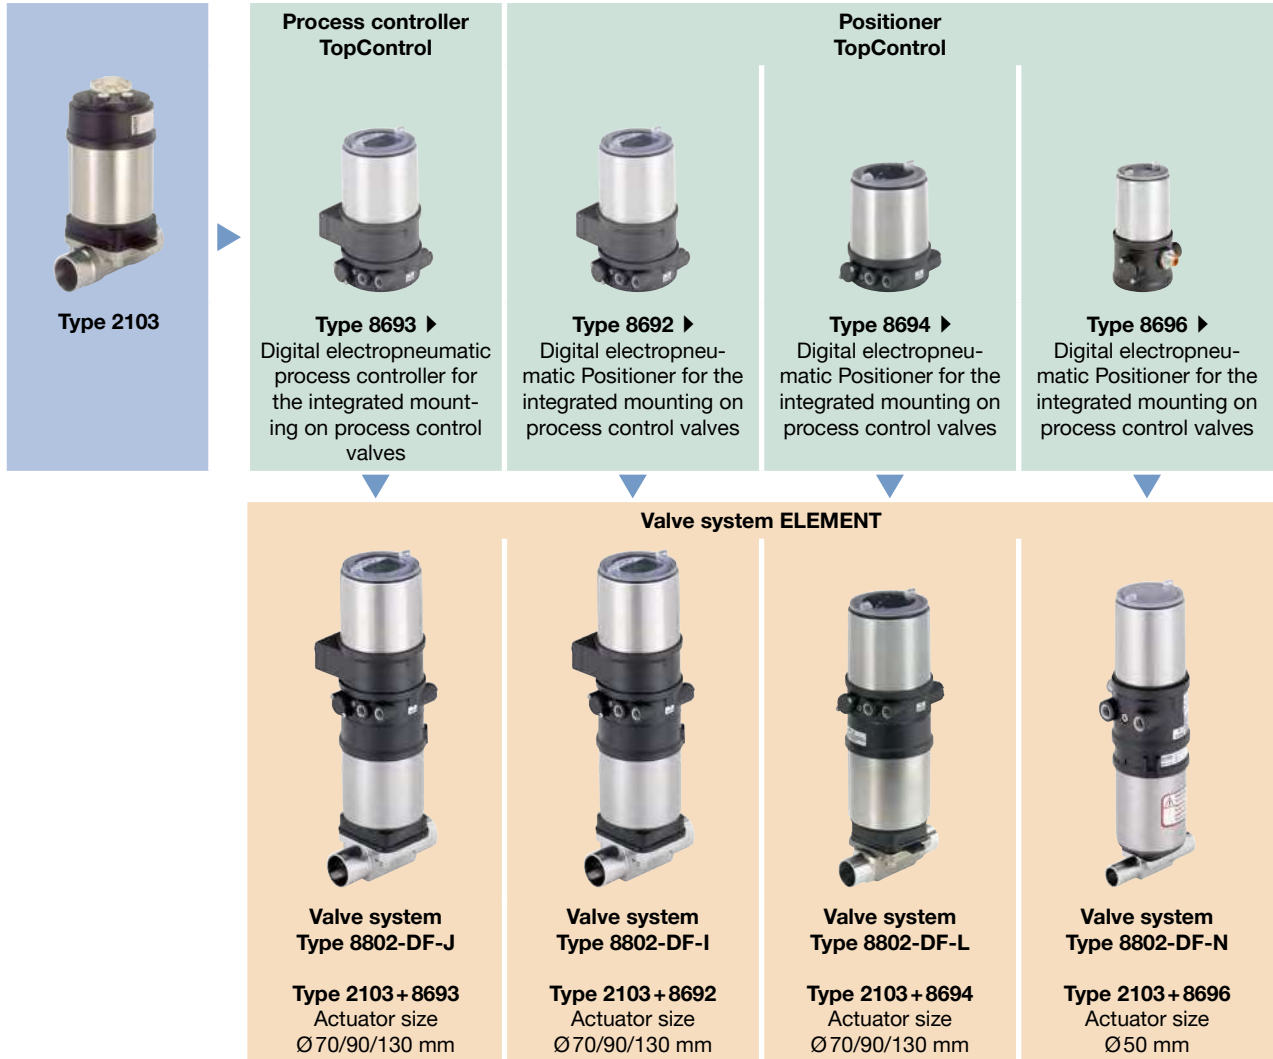 Process controller
TopControl
Positioner
TopControl
Type 2103
Type 8693
Digital electropneumatic
process controller for
the integrated mount-
ing on process control
valves
Type 8692
Digital electropneu-
matic Positioner for the
integrated mounting on
process control valves
Type 8694
Digital electropneu-
matic Positioner for the
integrated mounting on
process control valves
Type 8696
Digital electropneu-
matic Positioner for the
integrated mounting on
process control valves
Valve system ELEMENT
Valve system
Type 8802-DF-J
Type 2103+8693
Actuator size
Ø70/90/130 mm
Valve system
Type 8802-DF-I
Type 2103+8692
Actuator size
Ø70/90/130 mm
Valve system
Type 8802-DF-L
Type 2103+8694
Actuator size
Ø70/90/130 mm
Valve system
Type 8802-DF-N
Type 2103+8696
Actuator size
Ø50 mm